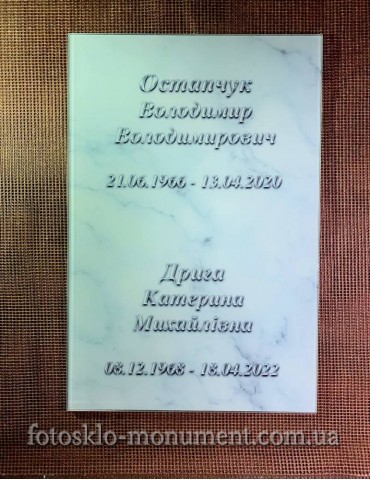 Остапчук
Володимир
Володимирович
21.06.1966 - 13.04.2020
Дрига
Катерина
Михайлівна
08.12.1968 - 18.04.2022
fotosklo-monument.com.ua